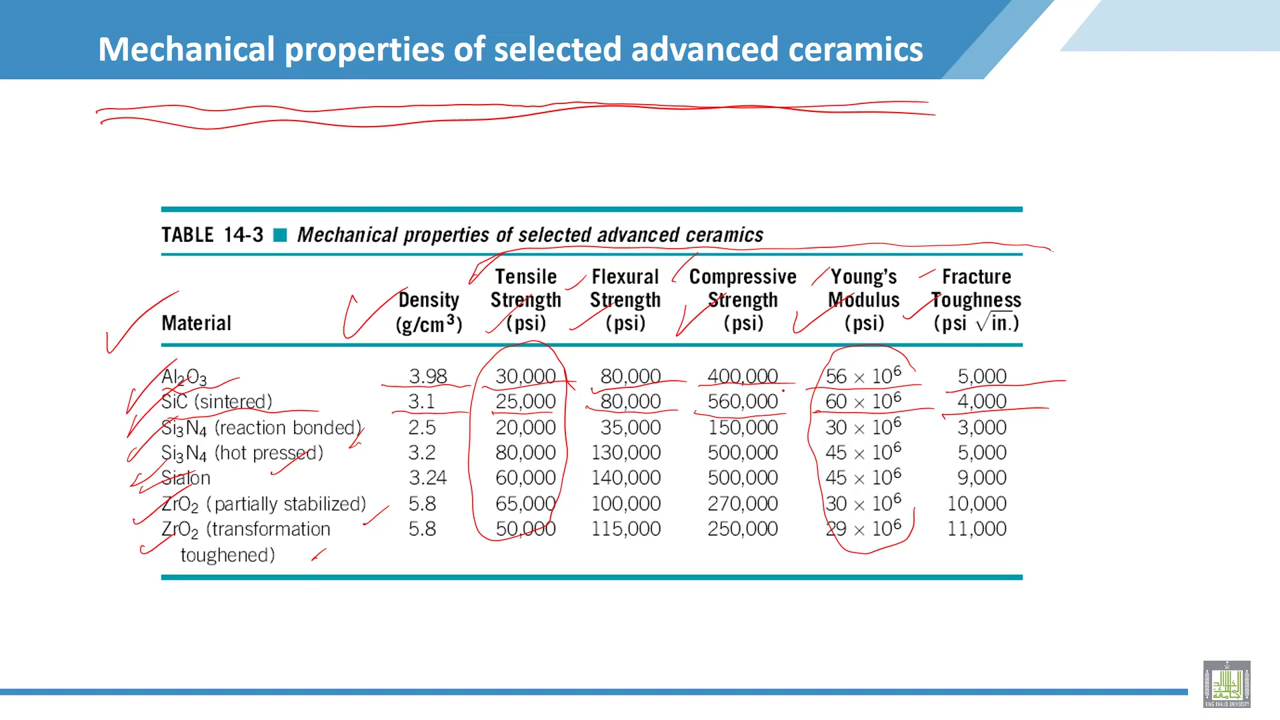 Mechanical properties of selected advanced ceramics
TABLE 14-3 ■ Mechanical properties of selected advanced ceramics
Material Density (g/cm³) Tensile Strength (psi) Flexural Strength (psi) Compressive Strength (psi) Young's Modulus (psi) Fracture Toughness (psi √in.)
Al₂O₃ 3.98 30,000 80,000 400,000 56 × 10⁶ 5,000
SiC (sintered) 3.1 25,000 80,000 560,000 60 × 10⁶ 4,000
Si₃N₄ (reaction bonded) 2.5 20,000 35,000 150,000 30 × 10⁶ 3,000
Si₃N₄ (hot pressed) 3.2 80,000 130,000 500,000 45 × 10⁶ 5,000
Sialon 3.24 60,000 140,000 500,000 45 × 10⁶ 9,000
ZrO₂ (partially stabilized) 5.8 65,000 100,000 270,000 30 × 10⁶ 10,000
ZrO₂ (transformation 5.8 50,000 115,000 250,000 29 × 10⁶ 11,000
toughened)
KING KHALID UNIVERSITY